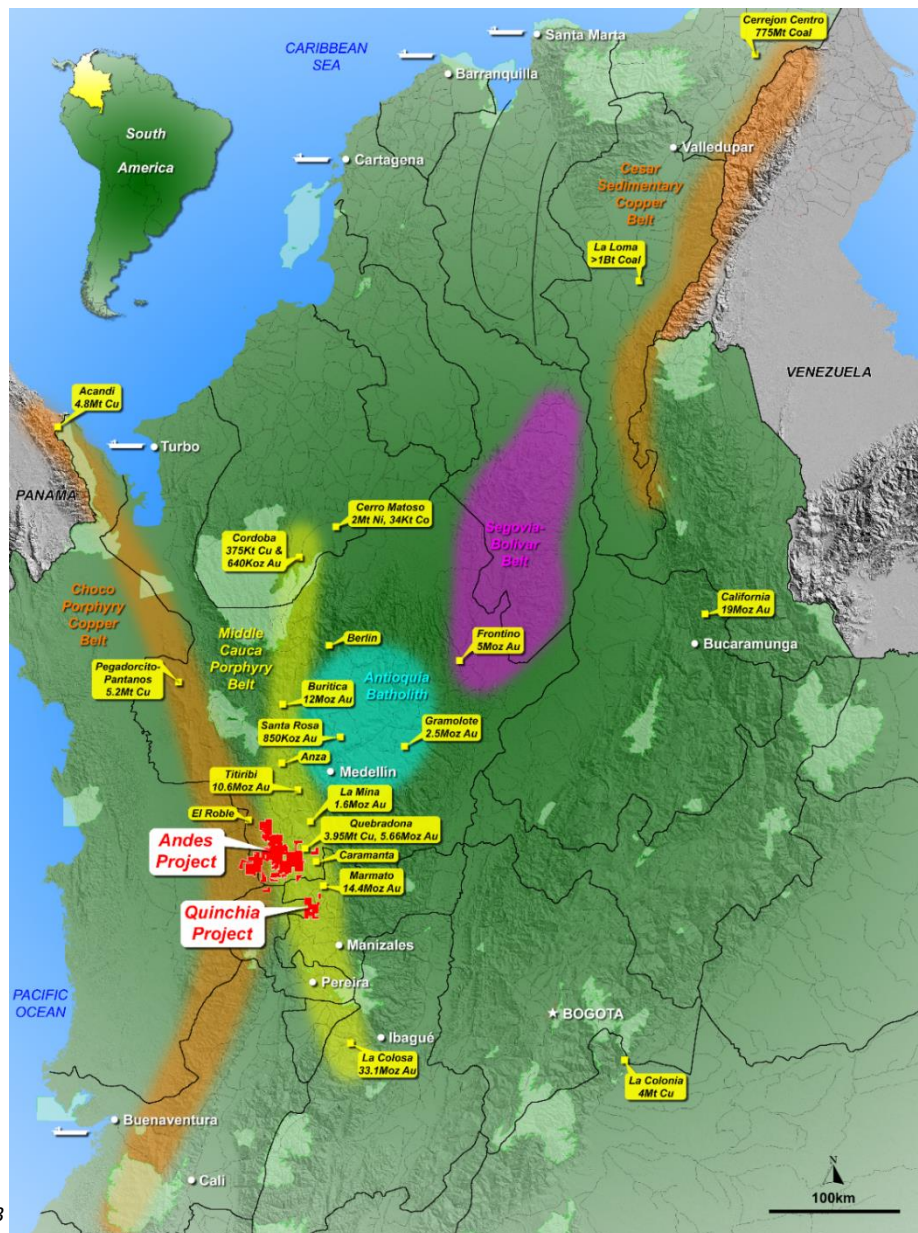 CARIBBEAN
SEA
Santa Marta
Barranquilla
Cerrejon Centro
775Mt Coal
South
America
Cartagena
Valledupar
Cesar
Sedimentary
Copper
Belt
La Loma
>1Bt Coal
VENEZUELA
Acandi
4.8Mt Cu
Turbo
PANAMA
Cerro Matoso
2Mt Ni, 34Kt Co
Cordoba
375Kt Cu &
640Koz Au
Segovia-
Bolivar
Belt
Choco
Porphyry
Copper
Belt
Middle
Cauca
Porphyry
Belt
Berlin
Frontino
5Moz Au
California
19Moz Au
Bucaramunga
Pegadorcito-
Pantanos
5.2Mt Cu
Buritica
12Moz Au
Antioquia
Batholith
Santa Rosa
850Koz Au
Gramolote
2.5Moz Au
Anza
Medellin
Titiribi
10.6Moz Au
La Mina
1.6Moz Au
El Roble
Quebradona
3.95Mt Cu, 5.66Moz Au
Andes
Project
Caramanta
Marmato
14.4Moz Au
Quinchia
Project
Manizales
Pereira
PACIFIC
OCEAN
BOGOTA
Ibagué
La Colosa
33.1Moz Au
La Colonia
4Mt Cu
Buenaventura
Cali
N
100km
3